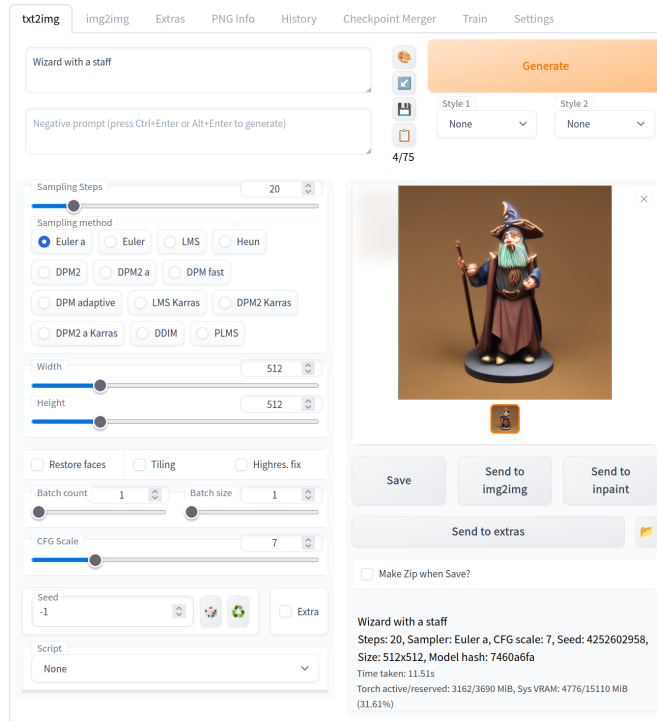 txt2img img2img Extras PNG Info History Checkpoint Merger Train Settings
Wizard with a staff
Generate
Style 1 Style 2
None None
Negative prompt (press Ctrl+Enter or Alt+Enter to generate)
4/75
Sampling Steps 20
Sampling method
Euler a Euler LMS Heun
DPM2 DPM2 a DPM fast
DPM adaptive LMS Karras DPM2 Karras
DPM2 a Karras DDIM PLMS
Width 512
Height 512
Restore faces Tiling Highres. fix
Batch count 1 Batch size 1
CFG Scale 7
Seed
-1
Extra
Script
None
Save Send to img2img Send to inpaint
Send to extras
Make Zip when Save?
Wizard with a staff
Steps: 20, Sampler: Euler a, CFG scale: 7, Seed: 4252602958,
Size: 512x512, Model hash: 7460a6fa
Time taken: 11.51s
Torch active/reserved: 3162/3690 MiB, Sys VRAM: 4776/15110 MiB
(31.61%)